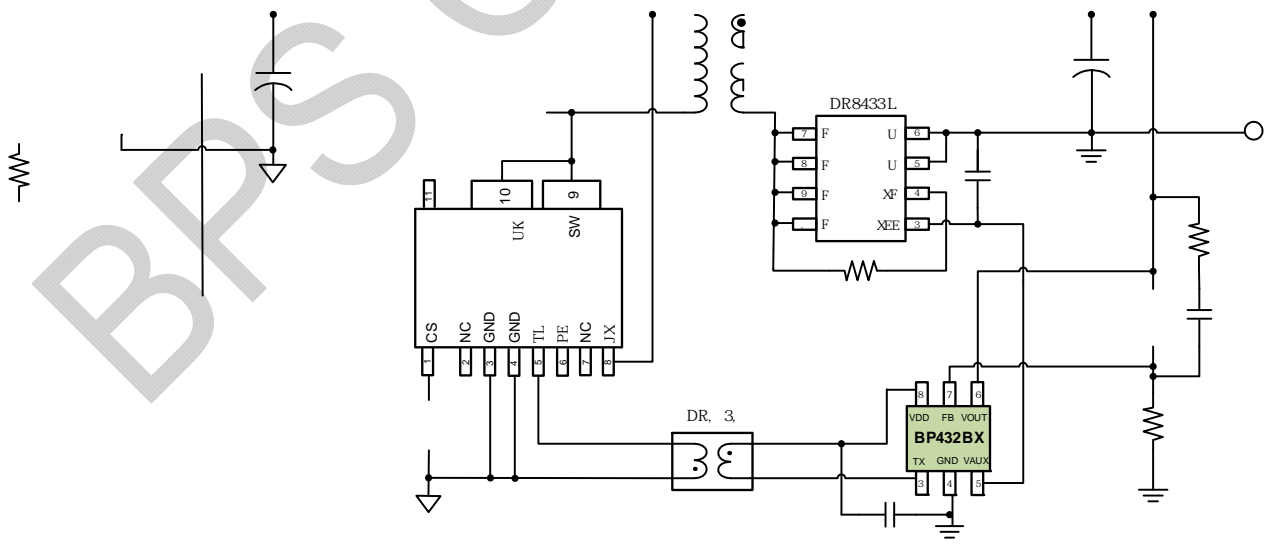 BPS C
DR8433L
7 F U 6
8 F U 5
9 F XF 4
F XEE 3
11 10 9
UK SW
CS NC GND GND TL PE NC JX
1 2 3 4 5 6 7 8
DR, 3,
8 7 6
VDD FB VOUT
BP432BX
TX GND VAUX
3 4 5